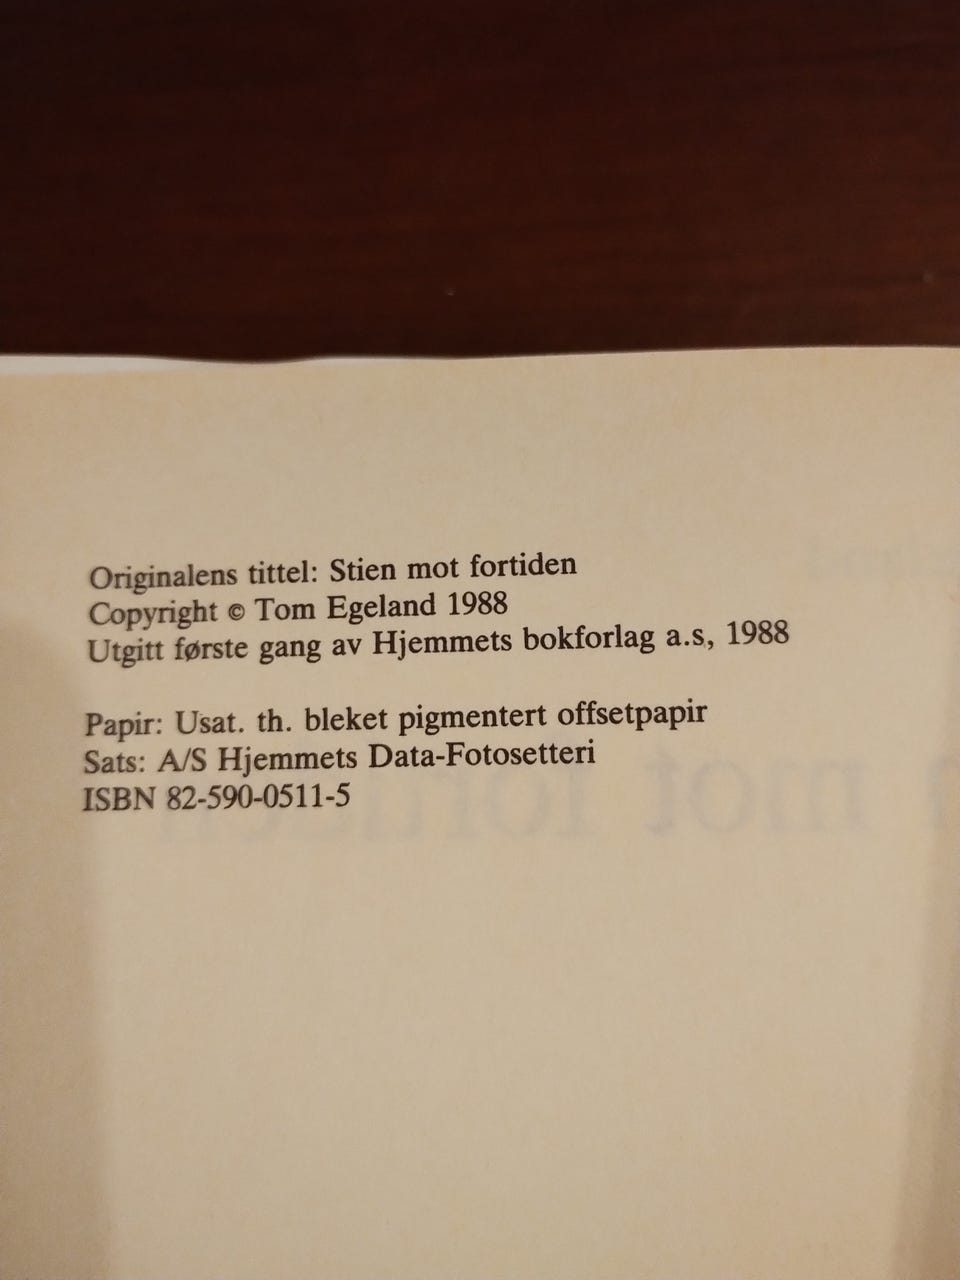 Originalens tittel: Stien mot fortiden
Copyright © Tom Egeland 1988
Utgitt første gang av Hjemmets bokforlag a.s, 1988
Papir: Usat. th. bleket pigmentert offsetpapir
Sats: A/S Hjemmets Data-Fotosetteri
ISBN 82-590-0511-5